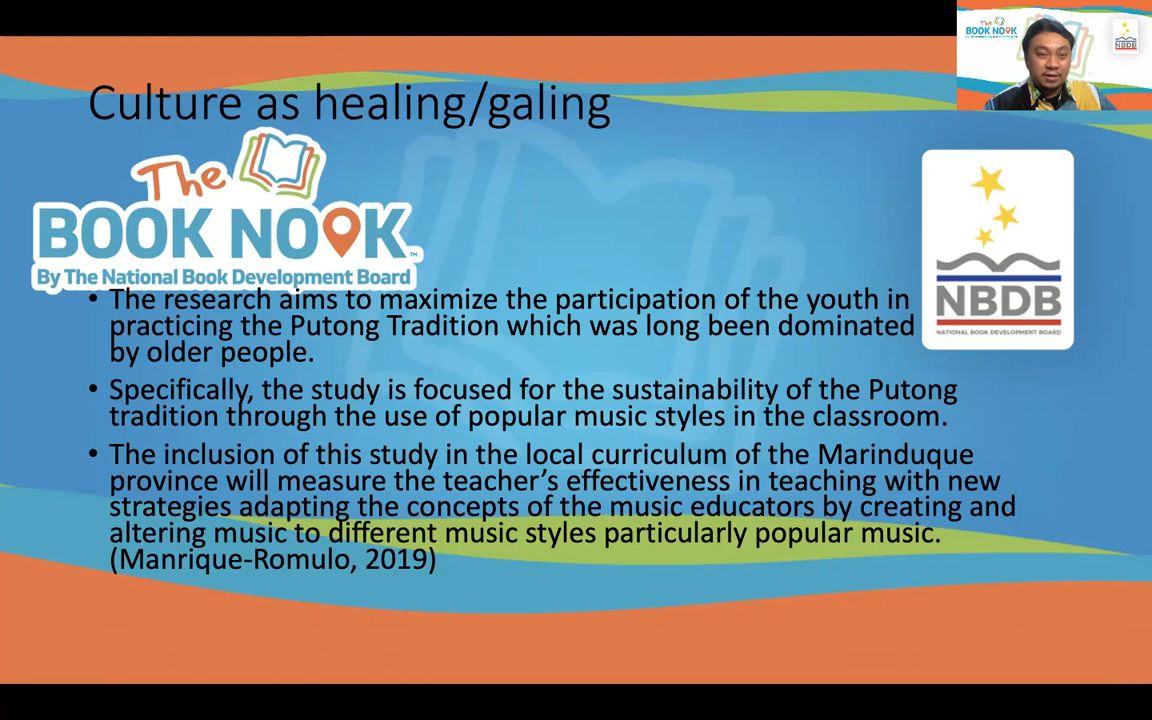 The
BOOK NOOK
NBDB
Culture as healing/galing
The
BOOK NOOK™
By The National Book Development Board
NBDB
NATIONAL BOOK DEVELOPMENT BOARD
• The research aims to maximize the participation of the youth in
practicing the Putong Tradition which was long been dominated
by older people.
• Specifically, the study is focused for the sustainability of the Putong
tradition through the use of popular music styles in the classroom.
• The inclusion of this study in the local curriculum of the Marinduque
province will measure the teacher’s effectiveness in teaching with new
strategies adapting the concepts of the music educators by creating and
altering music to different music styles particularly popular music.
(Manrique-Romulo, 2019)